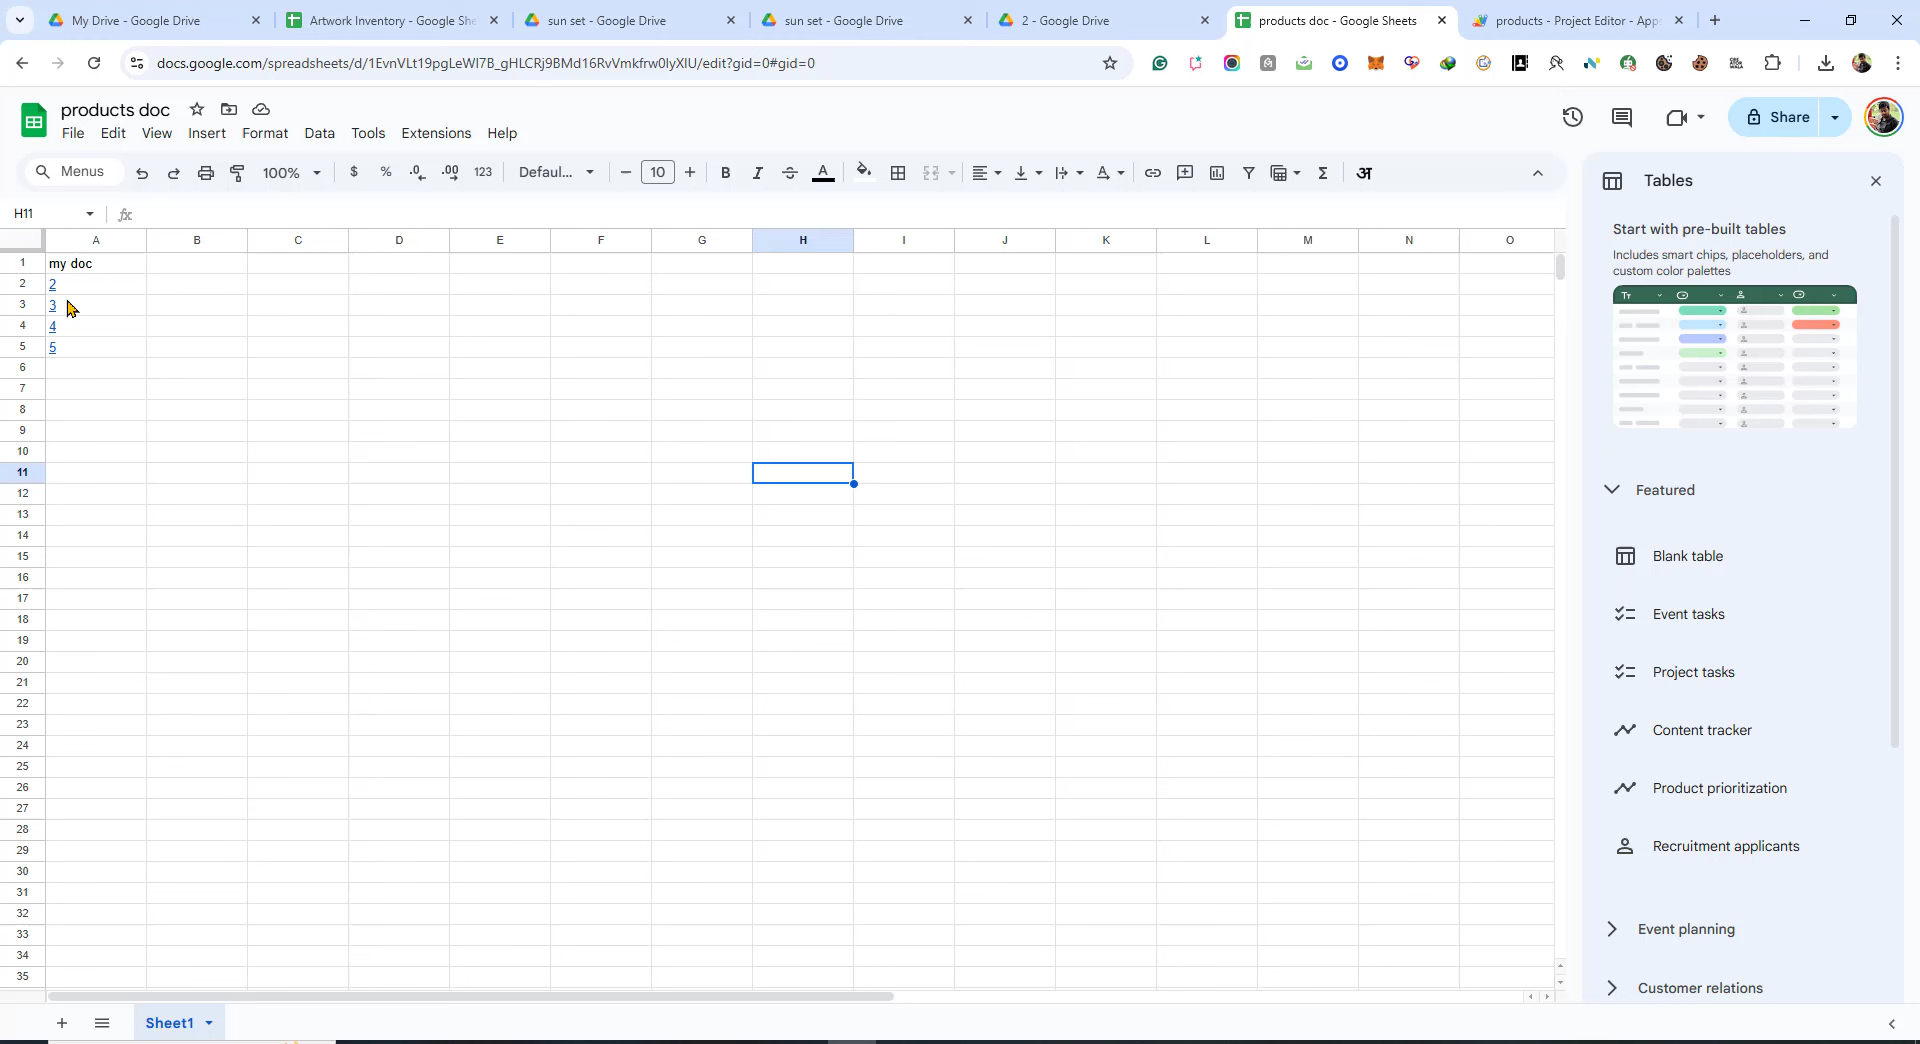 My Drive - Google Drive
Artwork Inventory - Google She
sun set - Google Drive
sun set - Google Drive
2 - Google Drive
products doc - Google Sheets
products - Project Editor - Apps
docs.google.com/spreadsheets/d/1EvnVLt19pgLeWl7B_gHLCRj9BMd16RvVmkfrw0lyXlU/edit?gid=0#gid=0
products doc
Share
File Edit View Insert Format Data Tools Extensions Help
Menus 100% $ % .0 .00 123 Defaul... 10 B I A Σ अ
Tables
H11 fx
Start with pre-built tables
Includes smart chips, placeholders, and
custom color palettes
A B C D E F G H I J K L M N O
1 my doc
2 2
3 3
4 4
5 5
6
7
8
9
10
11
12
13
14
15
16
17
18
19
20
21
22
23
24
25
26
27
28
29
30
31
32
33
34
35
Tr
Featured
Blank table
Event tasks
Project tasks
Content tracker
Product prioritization
Recruitment applicants
Event planning
Customer relations
Sheet1